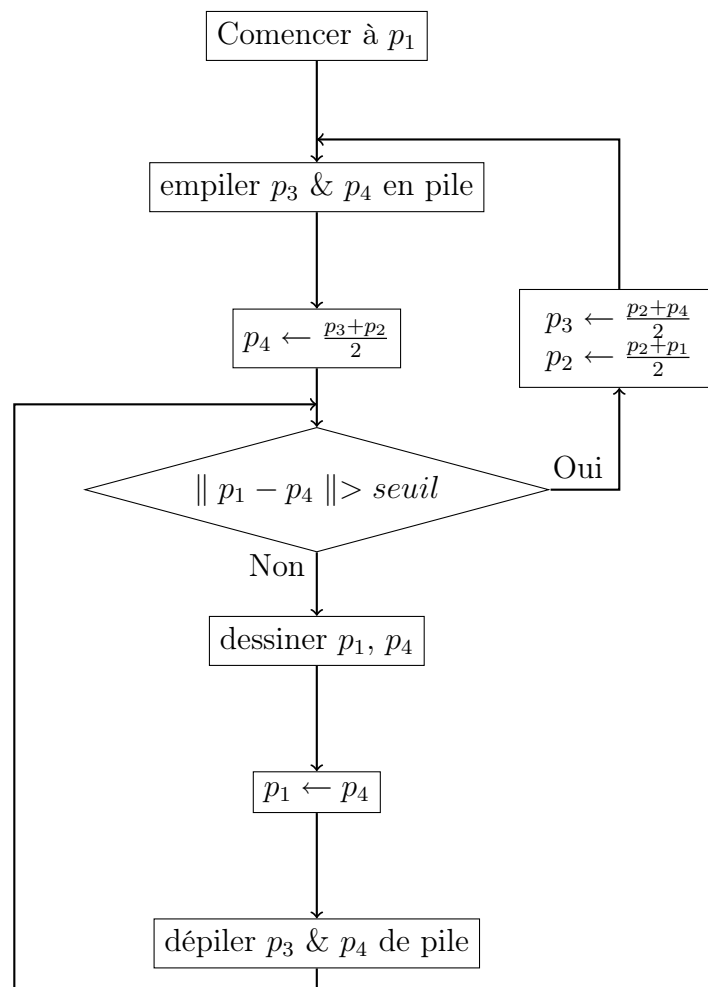 Comencer à p₁
empiler p₃ & p₄ en pile
p₄ ← (p₃+p₂)/2
p₃ ← (p₂+p₄)/2
p₂ ← (p₂+p₁)/2
‖ p₁ − p₄ ‖> seuil
Oui
Non
dessiner p₁, p₄
p₁ ← p₄
dépiler p₃ & p₄ de pile